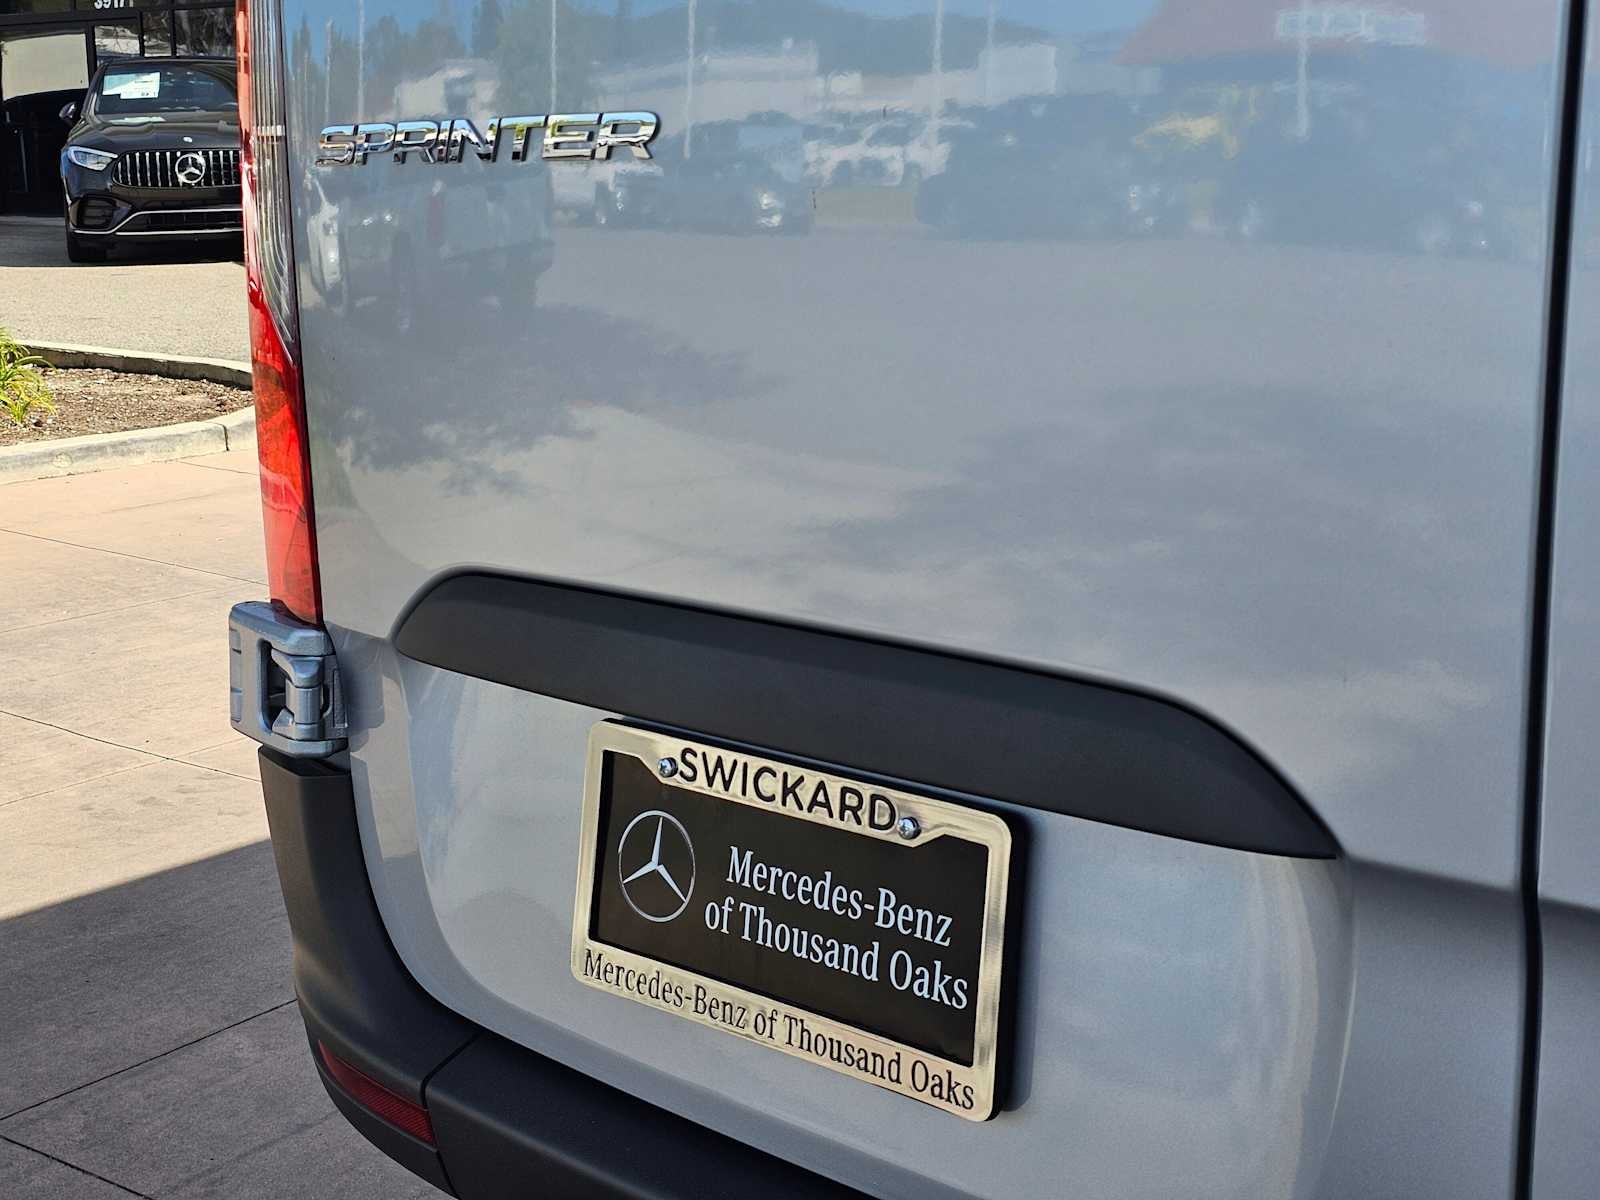 SPRINTER
SWICKARD
Mercedes-Benz
of Thousand Oaks
Mercedes-Benz of Thousand Oaks